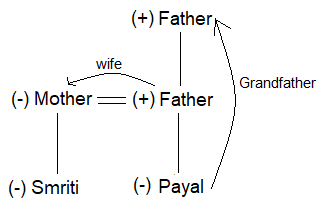 (+) Father
wife
Grandfather
(-) Mother (+) Father
(-) Smriti (-) Payal